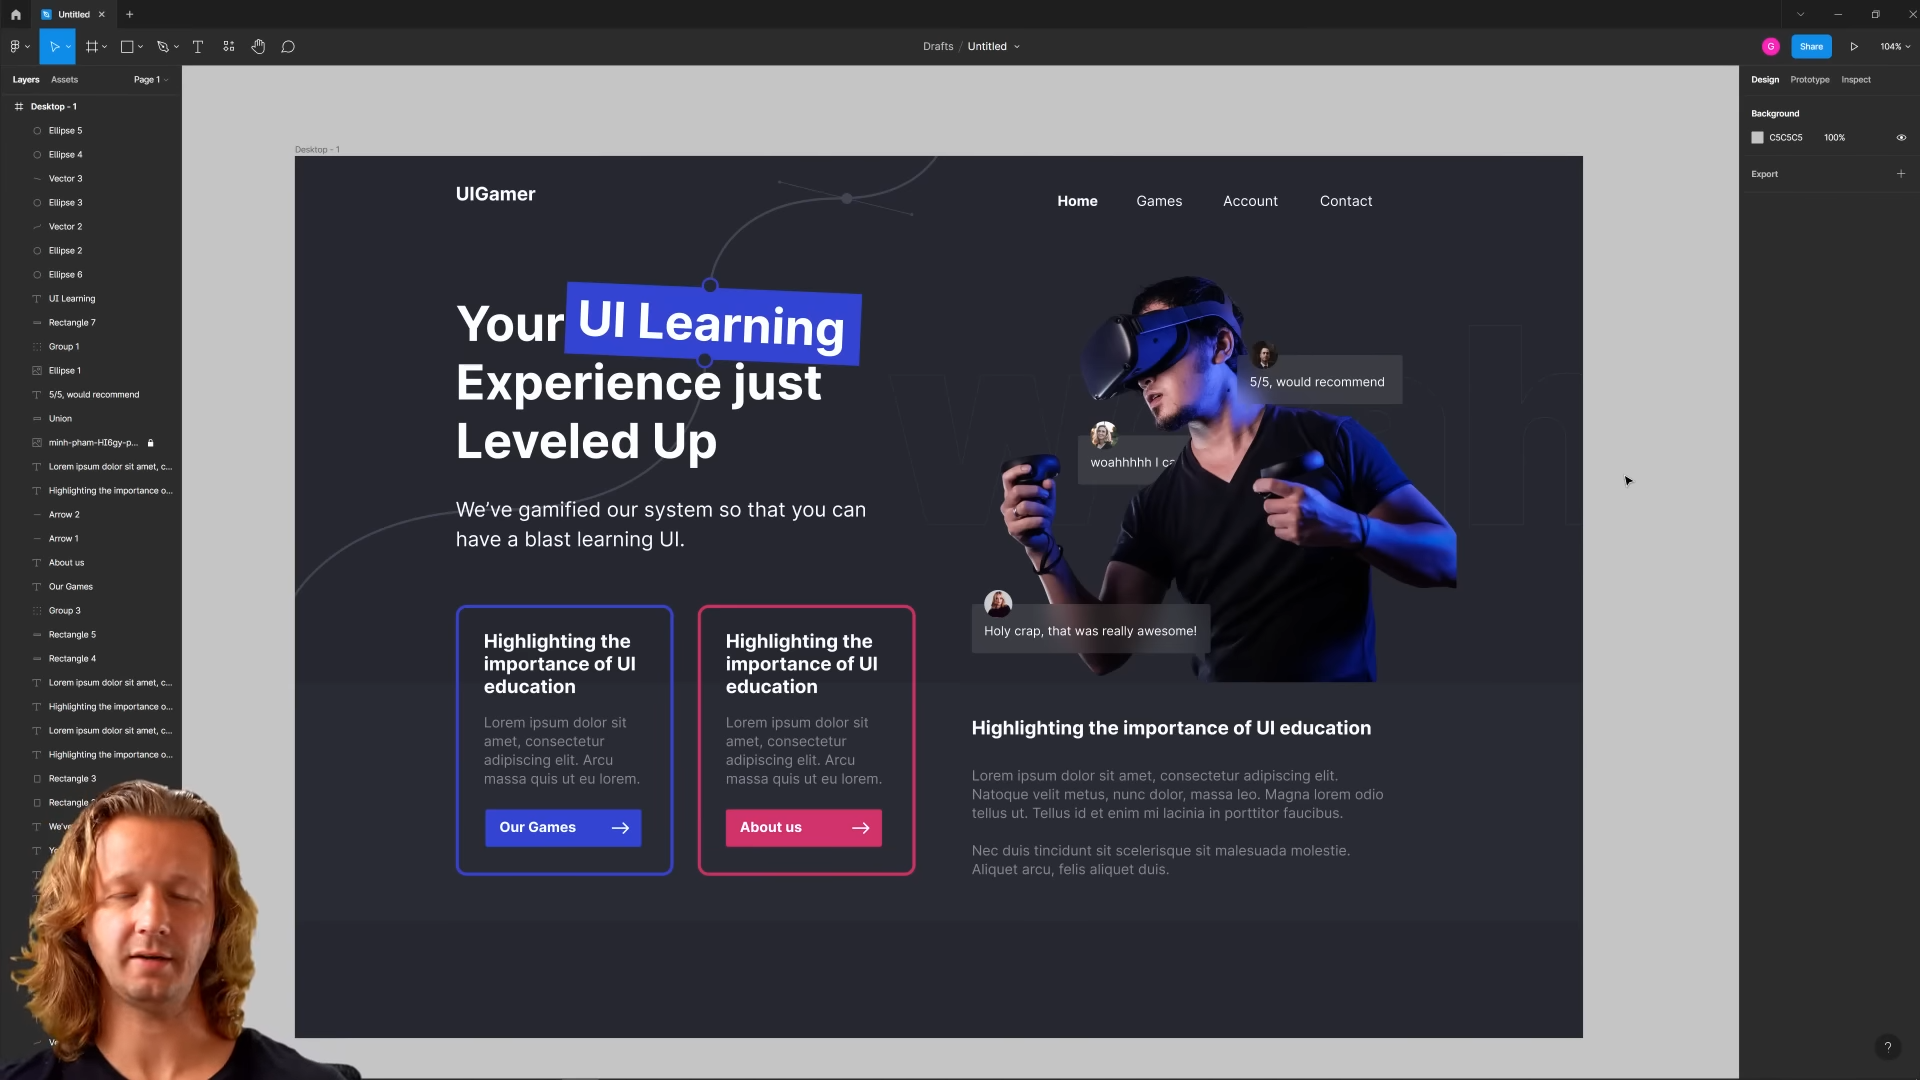 Untitled
Drafts / Untitled
G
Share
104%
Layers
Assets
Page 1
Desktop - 1
Ellipse 5
Ellipse 4
Vector 3
Ellipse 3
Vector 2
Ellipse 2
Ellipse 6
UI Learning
Rectangle 7
Group 1
Ellipse 1
5/5, would recommend
Union
minh-pham-HI6gy-p...
Lorem ipsum dolor sit amet, c...
Highlighting the importance o...
Arrow 2
Arrow 1
About us
Our Games
Group 3
Rectangle 5
Rectangle 4
Lorem ipsum dolor sit amet, c...
Highlighting the importance o...
Lorem ipsum dolor sit amet, c...
Highlighting the importance o...
Rectangle 3
Rectangle
We've
Desktop - 1
UIGamer
Home
Games
Account
Contact
Your UI Learning
Experience just
Leveled Up
We've gamified our system so that you can
have a blast learning UI.
5/5, would recommend
woahhhhh I ca
Holy crap, that was really awesome!
Highlighting the
importance of UI
education
Lorem ipsum dolor sit
amet, consectetur
adipiscing elit. Arcu
massa quis ut eu lorem.
Our Games
Highlighting the
importance of UI
education
Lorem ipsum dolor sit
amet, consectetur
adipiscing elit. Arcu
massa quis ut eu lorem.
About us
Highlighting the importance of UI education
Lorem ipsum dolor sit amet, consectetur adipiscing elit.
Natoque velit metus, nunc dolor, massa leo. Magna lorem odio
tellus ut. Tellus id et enim mi lacinia in porttitor faucibus.
Nec duis tincidunt sit scelerisque sit malesuada molestie.
Aliquet arcu, felis aliquet duis.
Design
Prototype
Inspect
Background
C5C5C5
100%
Export
?